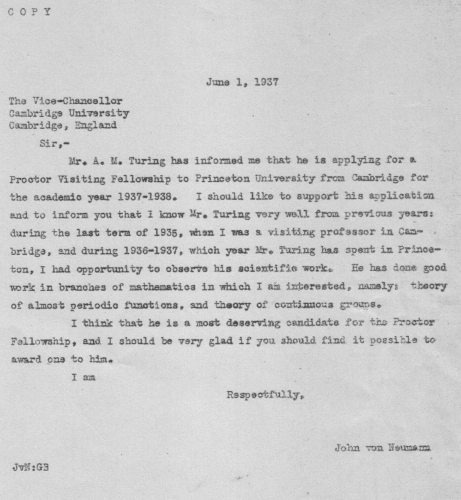 COPY
June 1, 1937
The Vice-Chancellor
Cambridge University
Cambridge, England
Sir,-
Mr. A. M. Turing has informed me that he is applying for a
Proctor Visiting Fellowship to Princeton University from Cambridge for
the academic year 1937-1938. I should like to support his application
and to inform you that I know Mr. Turing very well from previous years:
during the last term of 1935, when I was a visiting professor in Cam-
bridge, and during 1936-1937, which year Mr. Turing has spent in Prince-
ton, I had opportunity to observe his scientific work. He has done good
work in branches of mathematics in which I am interested, namely: theory
of almost periodic functions, and theory of continuous groups.
I think that he is a most deserving candidate for the Proctor
Fellowship, and I should be very glad if you should find it possible to
award one to him.
I am
Respectfully,
John von Neumann
JvN:GB